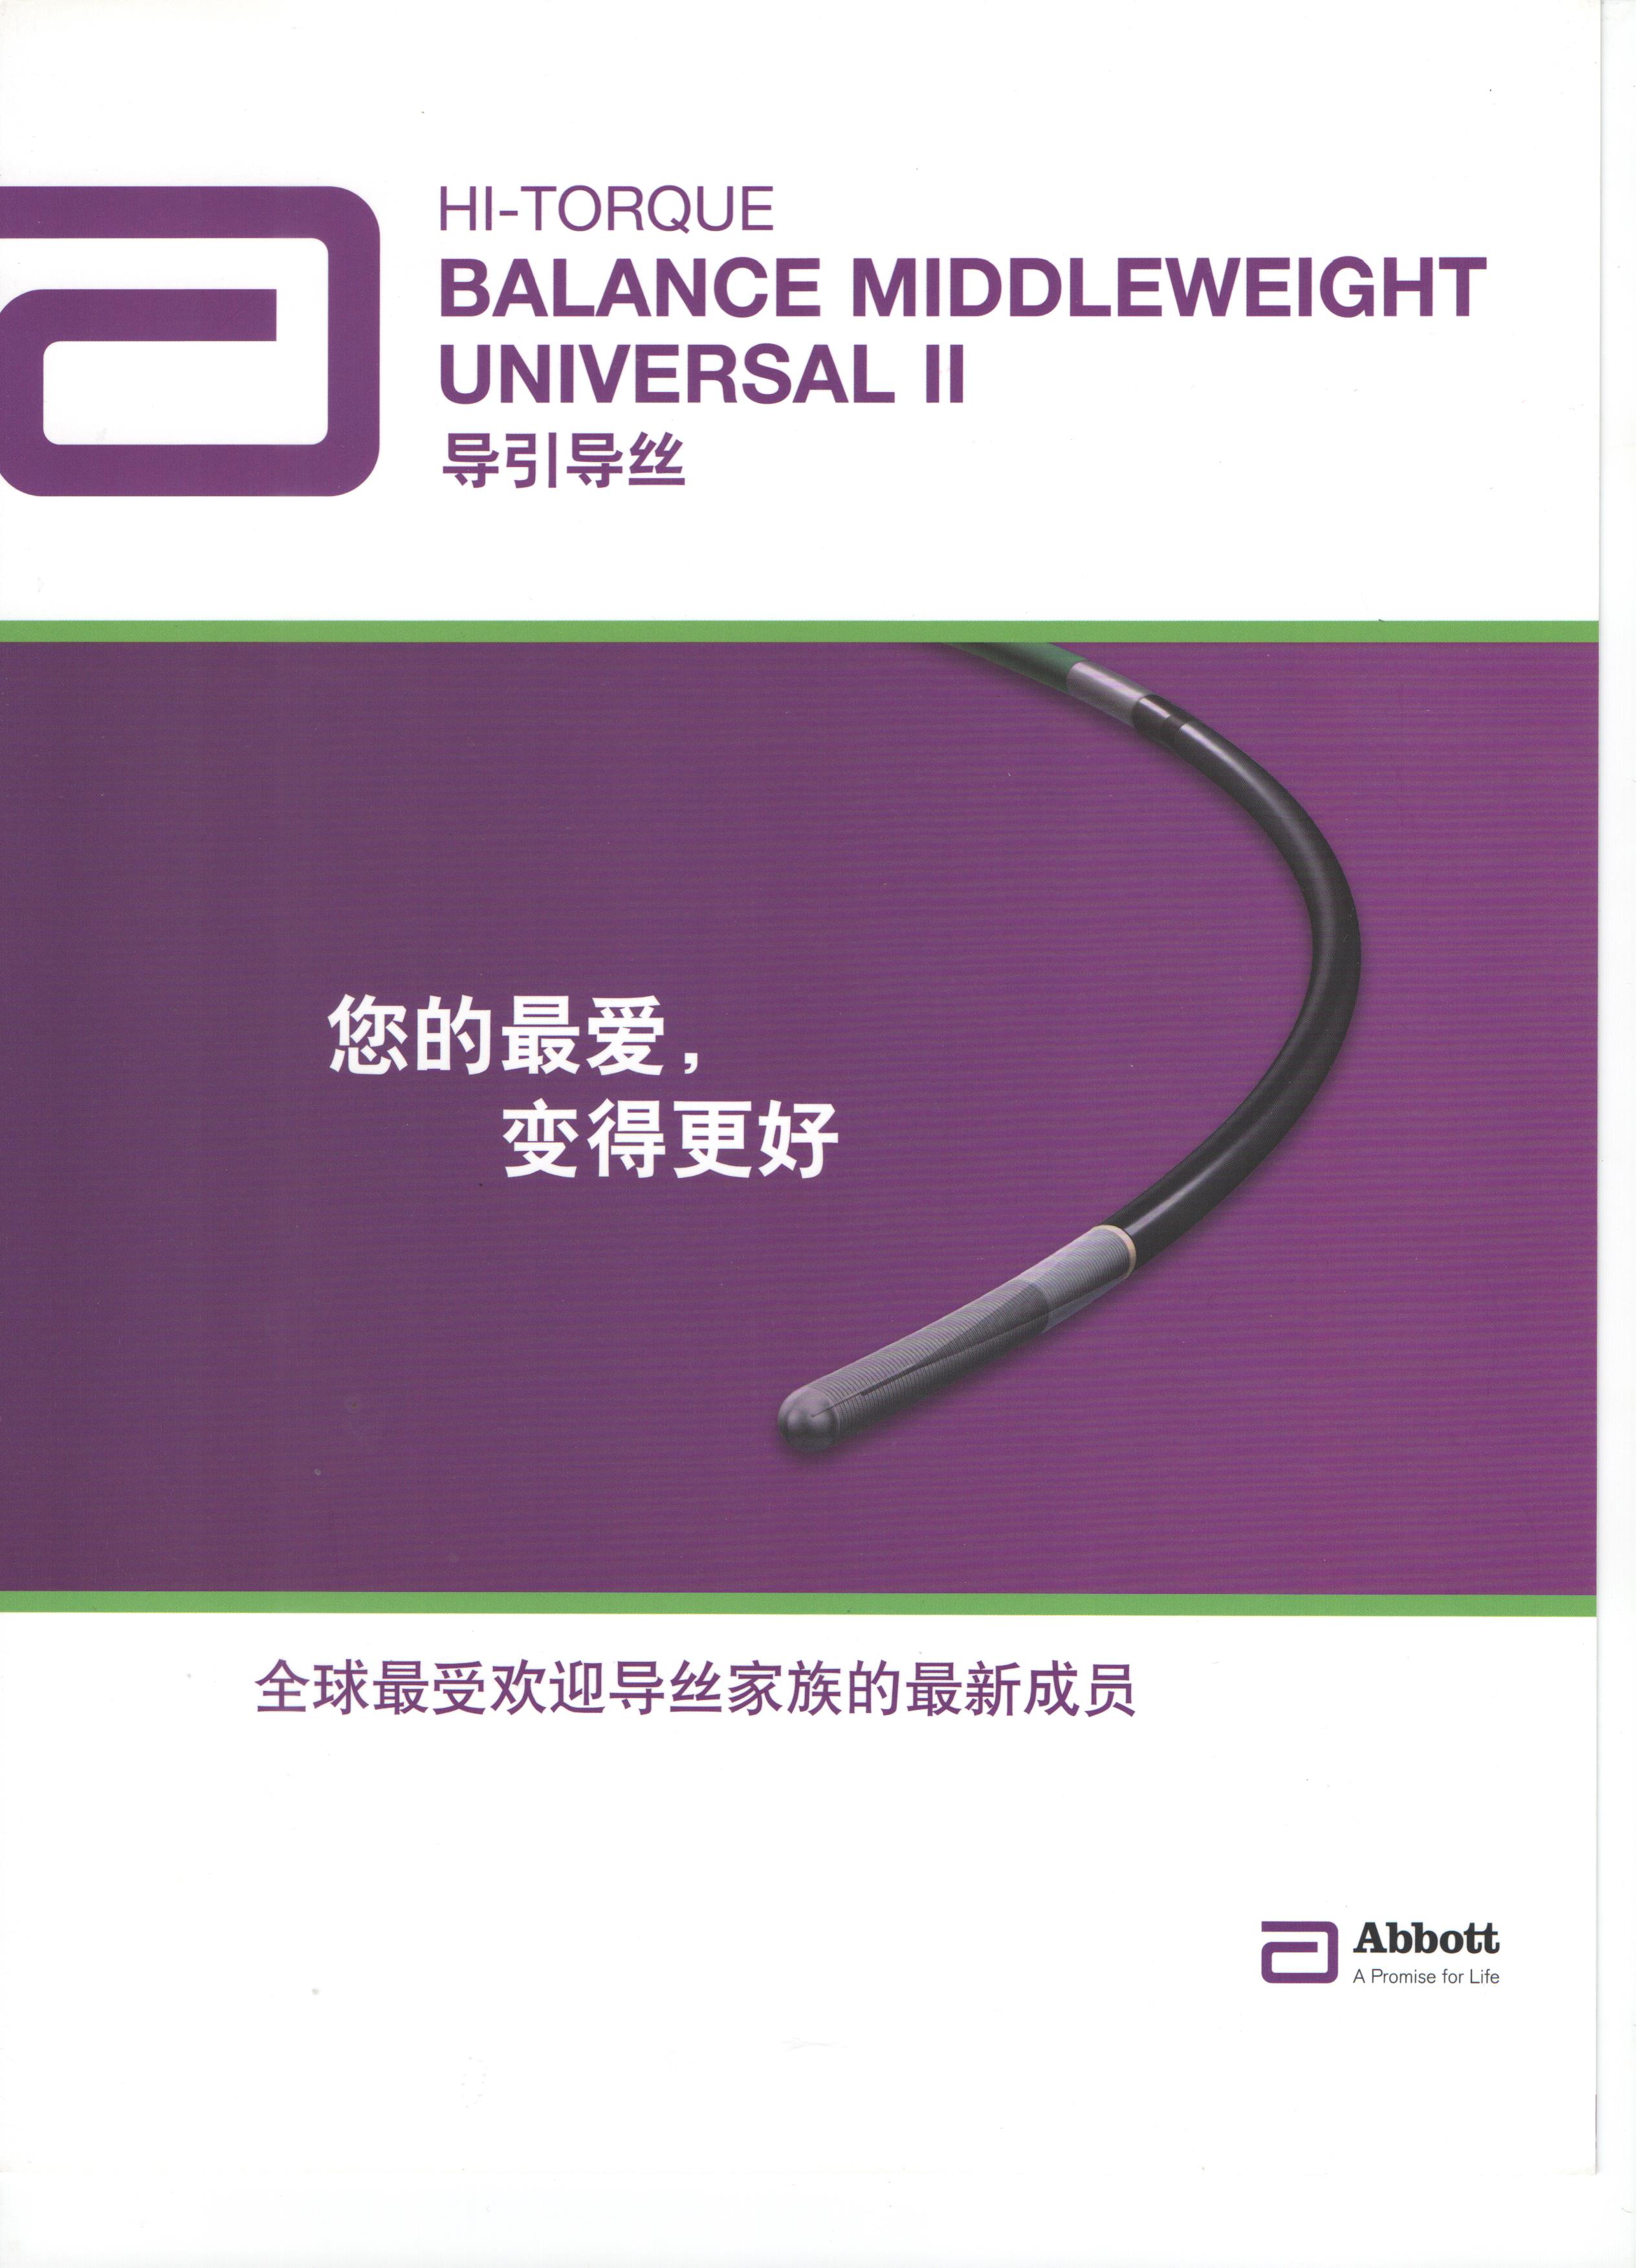 HI-TORQUE
BALANCE MIDDLEWEIGHT
UNIVERSAL II
导引导丝
您的最爱，
变得更好
全球最受欢迎导丝家族的最新成员
Abbott
A Promise for Life